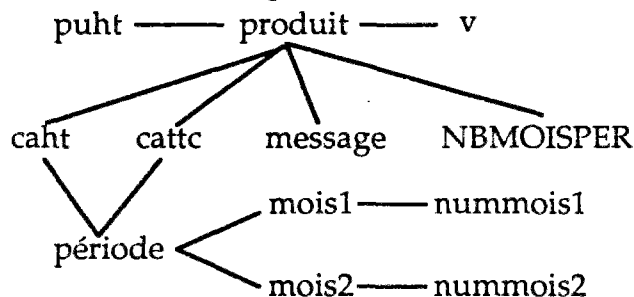 puht produit v
caht cattc message NBMOISPER
mois1 nummois1
période
mois2 nummois2